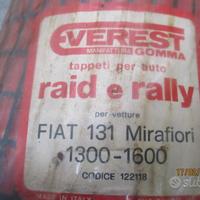 EVEREST
MANIFATTURA GOMMA
tappeti per auto
raid e rally
per vetture
FIAT 131 Mirafiori
1300-1600
CODICE 122118
MADE IN ITALY
Subito